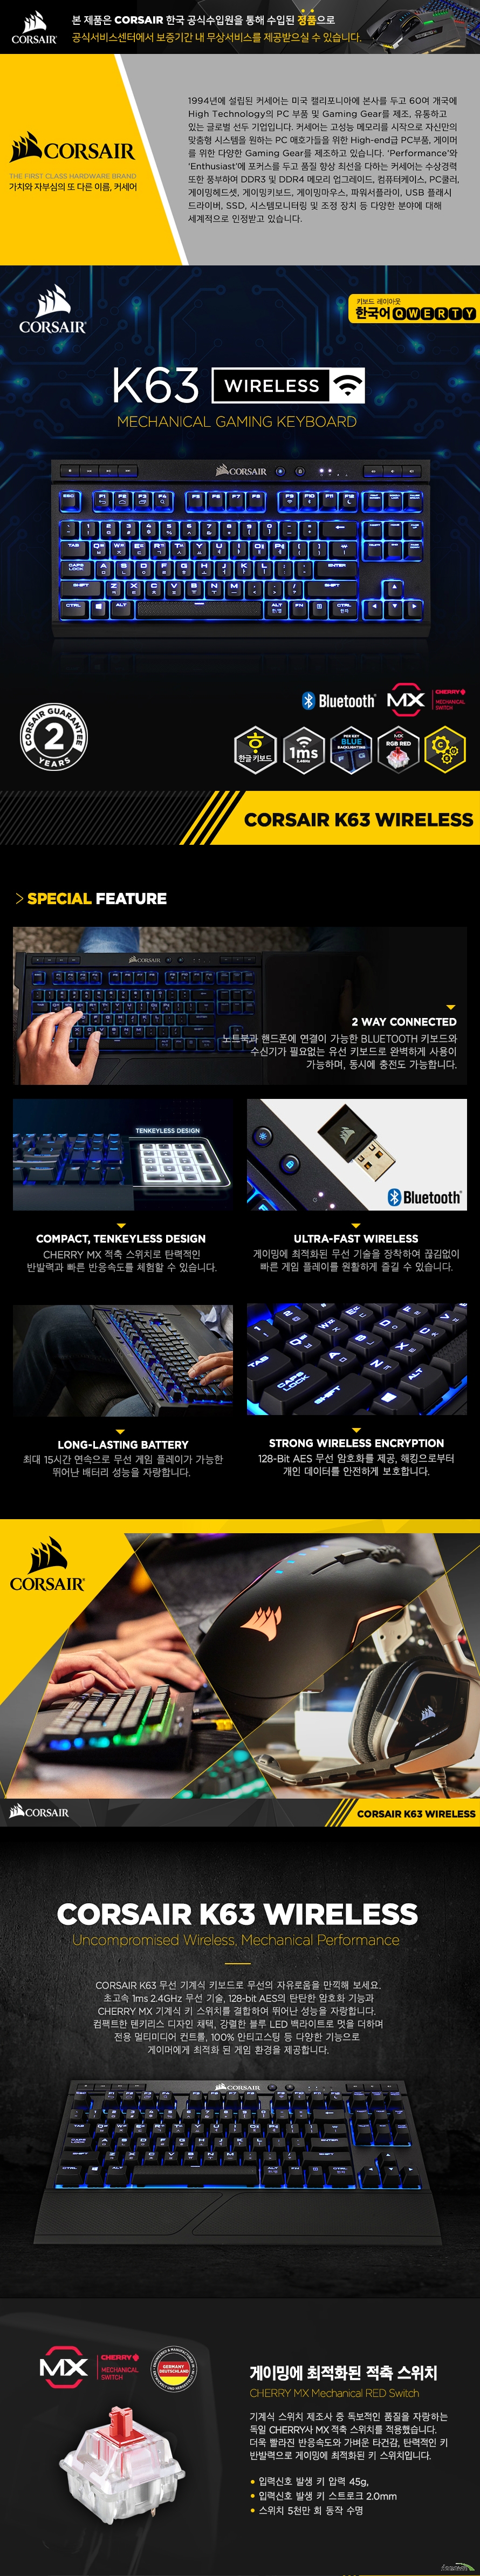 CORSAIR
본 제품은 CORSAIR 한국 공식수입원을 통해 수입된 정품으로
공식서비스센터에서 보증기간 내 무상서비스를 제공받으실 수 있습니다.
CORSAIR
THE FIRST CLASS HARDWARE BRAND
가치와 자부심의 또 다른 이름, 커세어
1994년에 설립된 커세어는 미국 캘리포니아에 본사를 두고 60여 개국에
High Technology의 PC 부품 및 Gaming Gear를 제조, 유통하고
있는 글로벌 선두 기업입니다. 커세어는 고성능 메모리를 시작으로 자신만의
맞춤형 시스템을 원하는 PC 애호가들을 위한 High-end급 PC부품, 게이머
를 위한 다양한 Gaming Gear를 제조하고 있습니다. 'Performance'와
'Enthusiast'에 포커스를 두고 품질 향상 최선을 다하는 커세어는 수상경력
또한 풍부하여 DDR3 및 DDR4 메모리 업그레이드, 컴퓨터케이스, PC쿨러,
게이밍헤드셋, 게이밍키보드, 게이밍마우스, 파워서플라이, USB 플래시
드라이버, SSD, 시스템모니터링 및 조정 장치 등 다양한 분야에 대해
세계적으로 인정받고 있습니다.
CORSAIR
키보드 레이아웃
한국어 QWERTY
K63 WIRELESS
MECHANICAL GAMING KEYBOARD
CORSAIR
Bluetooth
MX
CHERRY
MECHANICAL
SWITCH
CORSAIR GUARANTEE
2
YEARS
한글 키보드
1ms
2.4GHz
PER KEY
BLUE
BACKLIGHTING
F G
MX
RGB RED
CORSAIR K63 WIRELESS
> SPECIAL FEATURE
CORSAIR
2 WAY CONNECTED
노트북과 핸드폰에 연결이 가능한 BLUETOOTH 키보드와
수신기가 필요없는 유선 키보드로 완벽하게 사용이
가능하며, 동시에 충전도 가능합니다.
TENKEYLESS DESIGN
Bluetooth
COMPACT, TENKEYLESS DESIGN
CHERRY MX 적축 스위치로 탄력적인
반발력과 빠른 반응속도를 체험할 수 있습니다.
ULTRA-FAST WIRELESS
게이밍에 최적화된 무선 기술을 장착하여 끊김없이
빠른 게임 플레이를 원활하게 즐길 수 있습니다.
TAB
CAPS LOCK
SHIFT
ALT
LONG-LASTING BATTERY
최대 15시간 연속으로 무선 게임 플레이가 가능한
뛰어난 배터리 성능을 자랑합니다.
STRONG WIRELESS ENCRYPTION
128-Bit AES 무선 암호화를 제공, 해킹으로부터
개인 데이터를 안전하게 보호합니다.
CORSAIR
CORSAIR
CORSAIR K63 WIRELESS
CORSAIR K63 WIRELESS
Uncompromised Wireless, Mechanical Performance
CORSAIR K63 무선 기계식 키보드로 무선의 자유로움을 만끽해 보세요.
초고속 1ms 2.4GHz 무선 기술, 128-bit AES의 탄탄한 암호화 기능과
CHERRY MX 기계식 키 스위치를 결합하여 뛰어난 성능을 자랑합니다.
컴팩트한 텐키리스 디자인 채택, 강렬한 블루 LED 백라이트로 멋을 더하며
전용 멀티미디어 컨트롤, 100% 안티고스팅 등 다양한 기능으로
게이머에게 최적화 된 게임 환경을 제공합니다.
CORSAIR
MX
CHERRY
MECHANICAL
SWITCH
GERMANY
DEUTSCHLAND
게이밍에 최적화된 적축 스위치
CHERRY MX Mechanical RED Switch
기계식 스위치 제조사 중 독보적인 품질을 자랑하는
독일 CHERRY사 MX 적축 스위치를 적용했습니다.
더욱 빨라진 반응속도와 가벼운 타건감, 탄력적인 키
반발력으로 게이밍에 최적화된 키 스위치입니다.
• 입력신호 발생 키 압력 45g,
• 입력신호 발생 키 스트로크 2.0mm
• 스위치 5천만 회 동작 수명